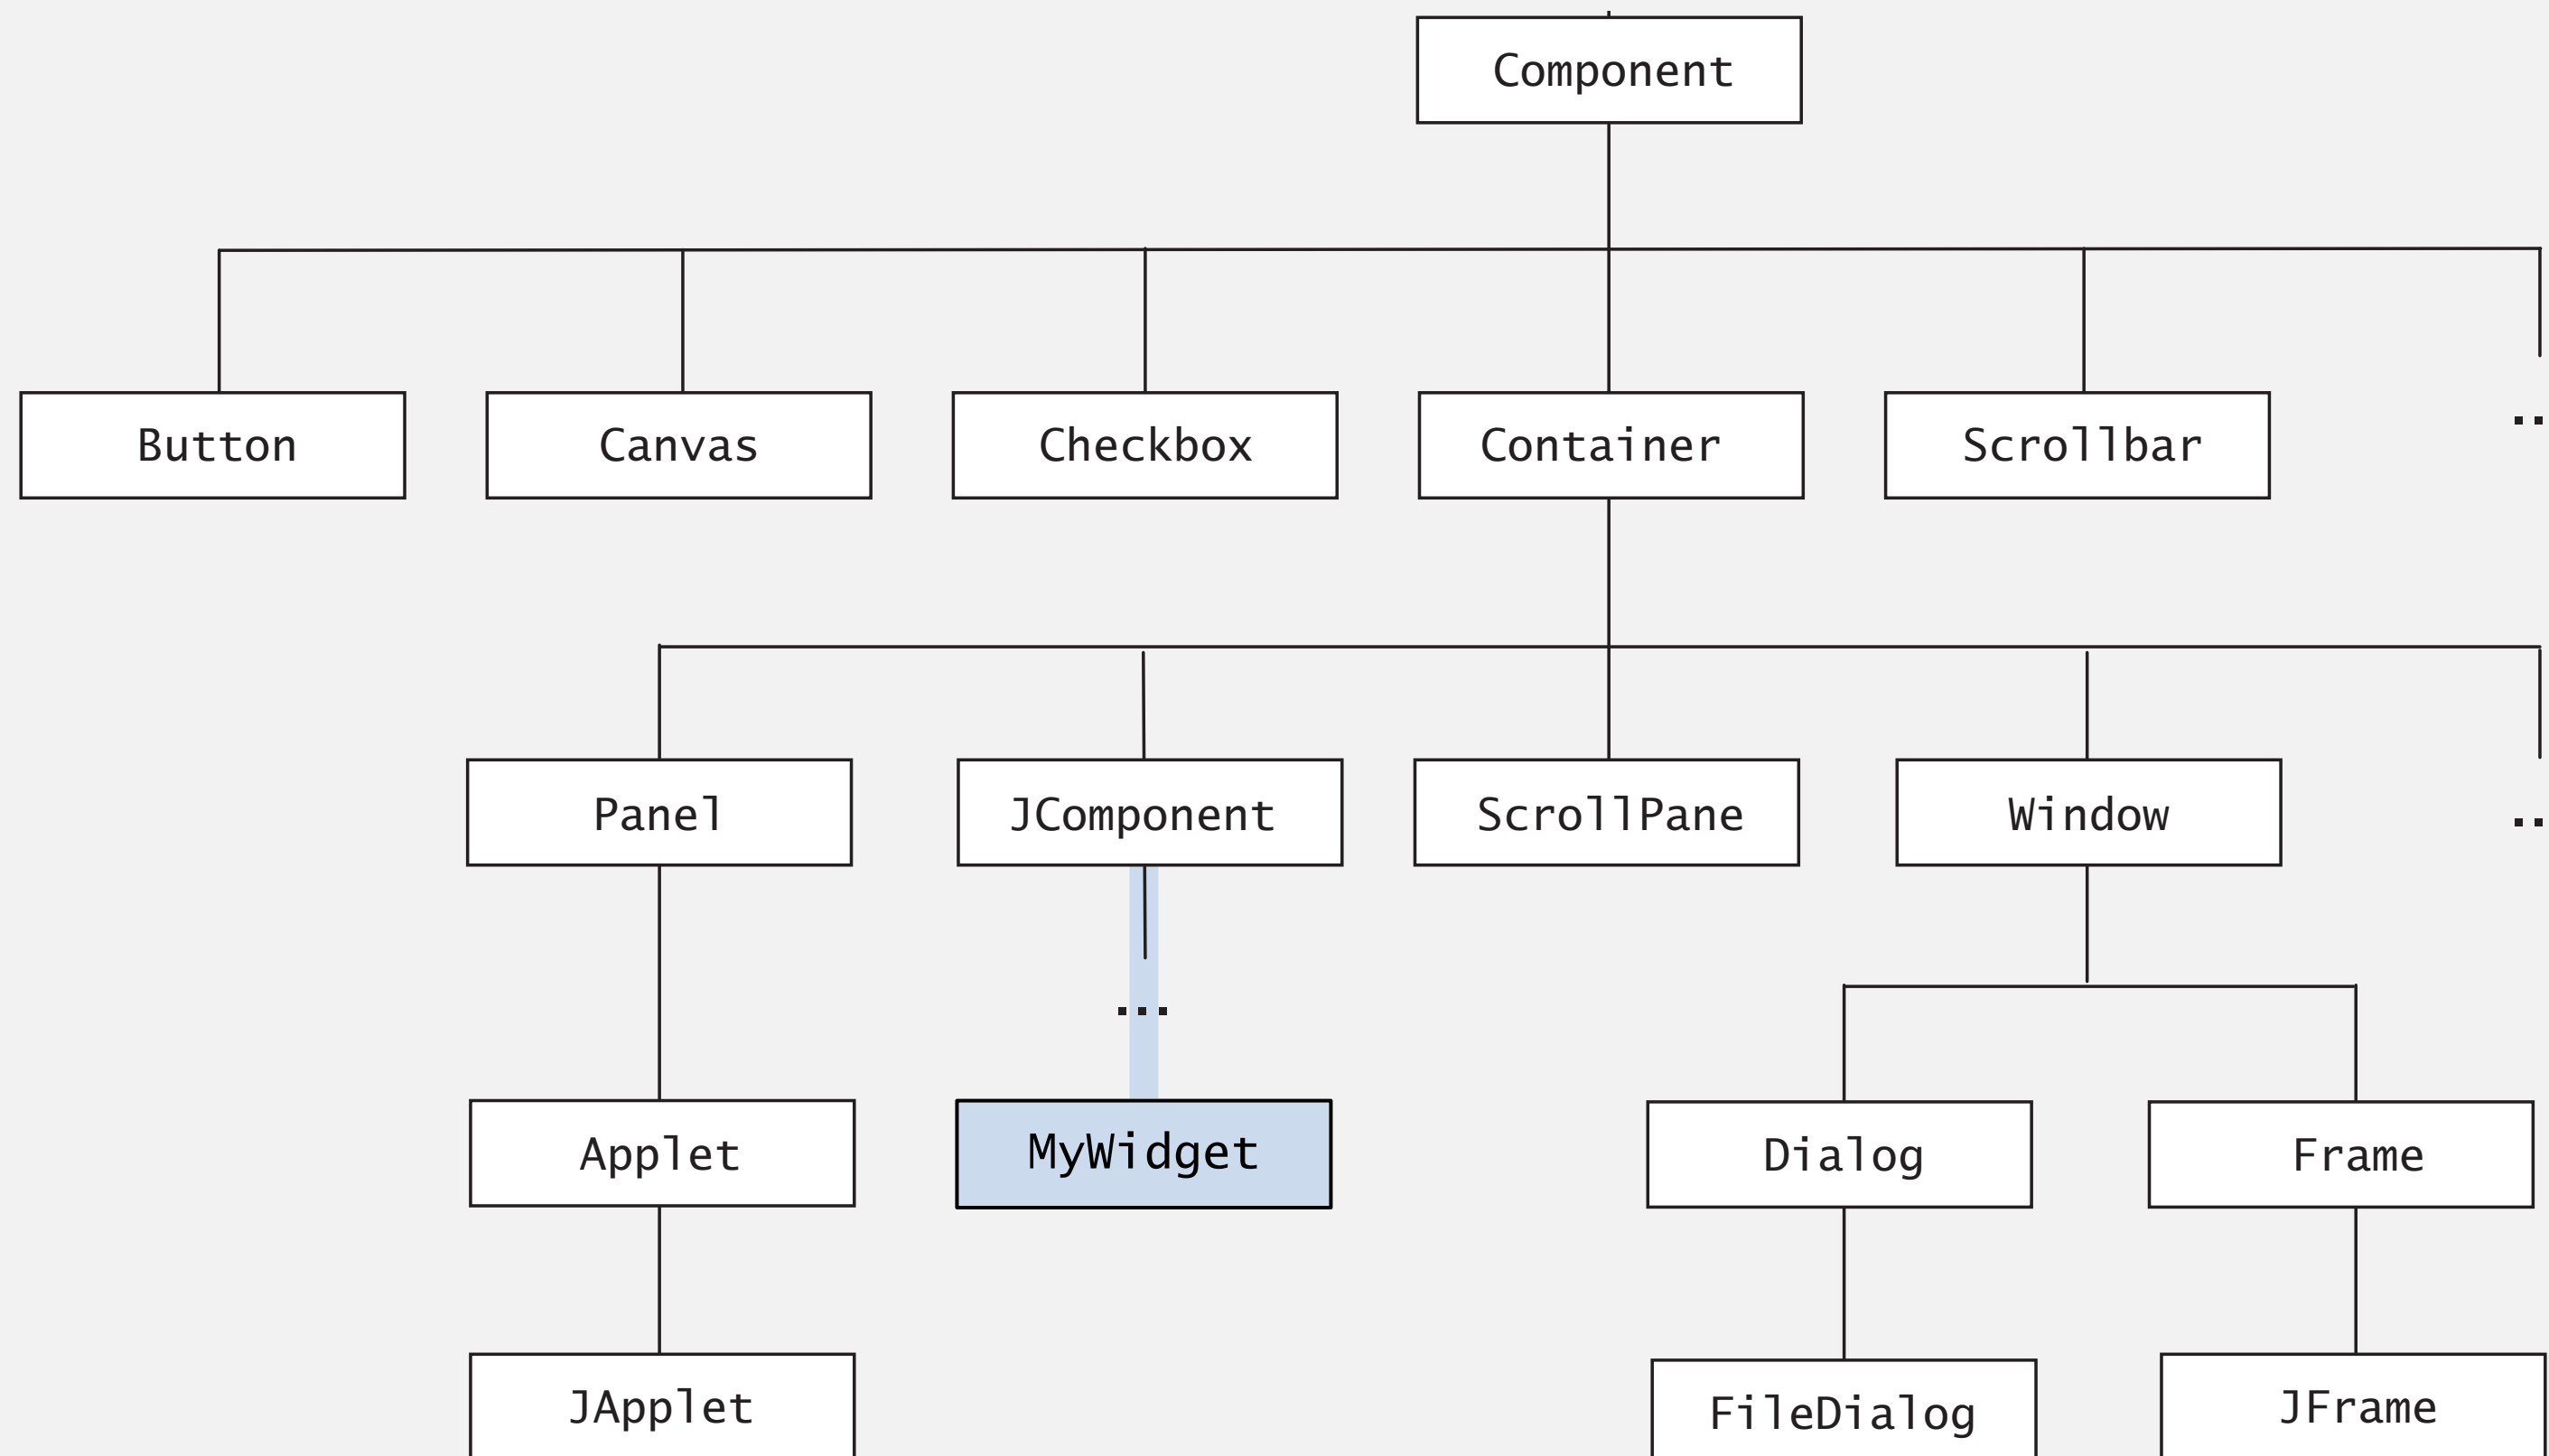 Component
Button Canvas Checkbox Container Scrollbar ..
Panel JComponent ScrollPane Window ..
...
Applet MyWidget Dialog Frame
JApplet FileDialog JFrame